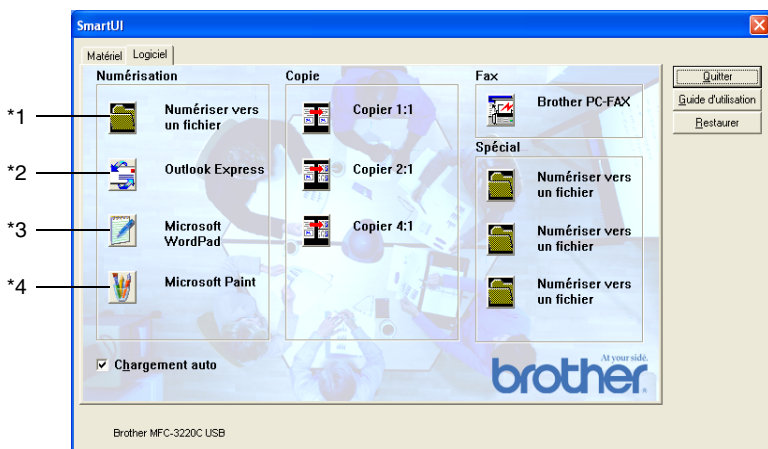 SmartUI
Matériel
Logiciel
Numérisation
*1
Numériser vers
un fichier
*2
Outlook Express
*3
Microsoft
WordPad
*4
Microsoft Paint
Copie
Copier 1:1
Copier 2:1
Copier 4:1
Fax
Brother PC-FAX
Spécial
Numériser vers
un fichier
Numériser vers
un fichier
Numériser vers
un fichier
Quitter
Guide d'utilisation
Restaurer
Chargement auto
At your side.
brother
Brother MFC-3220C USB